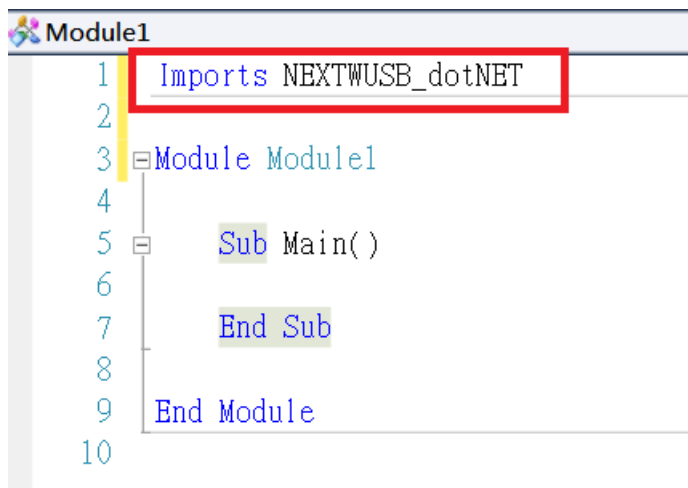 Module1
1 Imports NEXTWUSB_dotNET
2
3 Module Module1
4
5 Sub Main()
6
7 End Sub
8
9 End Module
10